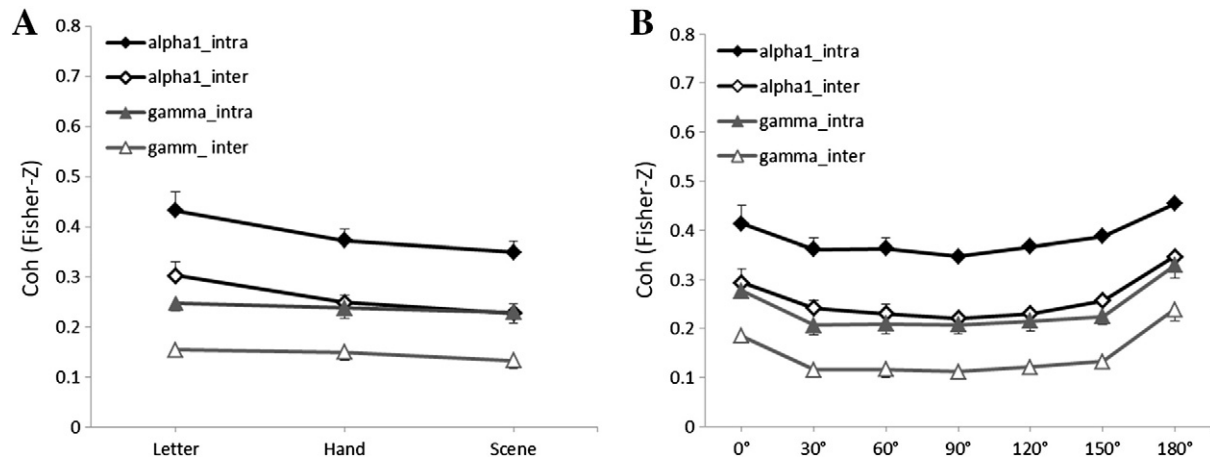 A
Coh (Fisher-Z)
0.8
0.7
0.6
0.5
0.4
0.3
0.2
0.1
0
alpha1_intra
alpha1_inter
gamma_intra
gamm_ inter
Letter Hand Scene
B
Coh (Fisher-Z)
0.8
0.7
0.6
0.5
0.4
0.3
0.2
0.1
0
alpha1_intra
alpha1_inter
gamma_intra
gamma_inter
0° 30° 60° 90° 120° 150° 180°